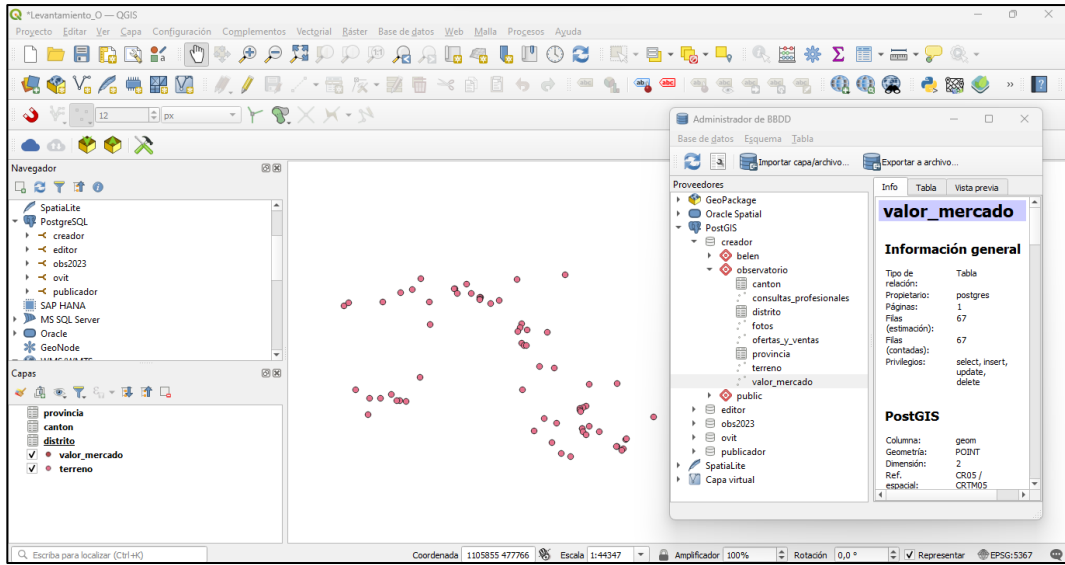 *Levantamiento_O — QGIS
Proyecto Editar Ver Capa Configuración Complementos Vectorial Ráster Base de datos Web Malla Procesos Ayuda
12 px
Navegador
SpatiaLite
PostgreSQL
creador
editor
obs2023
ovit
publicador
SAP HANA
MS SQL Server
Oracle
GeoNode
WMS/WMTS
Capas
provincia
canton
distrito
valor_mercado
terreno
Administrador de BBDD
Base de datos Esquema Tabla
Importar capa/archivo... Exportar a archivo...
Proveedores
GeoPackage
Oracle Spatial
PostGIS
creador
belen
observatorio
canton
consultas_profesionales
distrito
fotos
ofertas_y_ventas
provincia
terreno
valor_mercado
public
editor
obs2023
ovit
publicador
SpatiaLite
Capa virtual
Info Tabla Vista previa
valor_mercado
Información general
Tipo de relación: Tabla
Propietario: postgres
Páginas: 1
Filas (estimación): 67
Filas (contadas): 67
Privilegios: select, insert, update, delete
PostGIS
Columna: geom
Geometría: POINT
Dimensión: 2
Ref. espacial: CR05 / CRTM05
Escriba para localizar (Ctrl+K) Coordenada 1105855 477766 Escala 1:44347 Amplificador 100% Rotación 0,0 ° Representar EPSG:5367